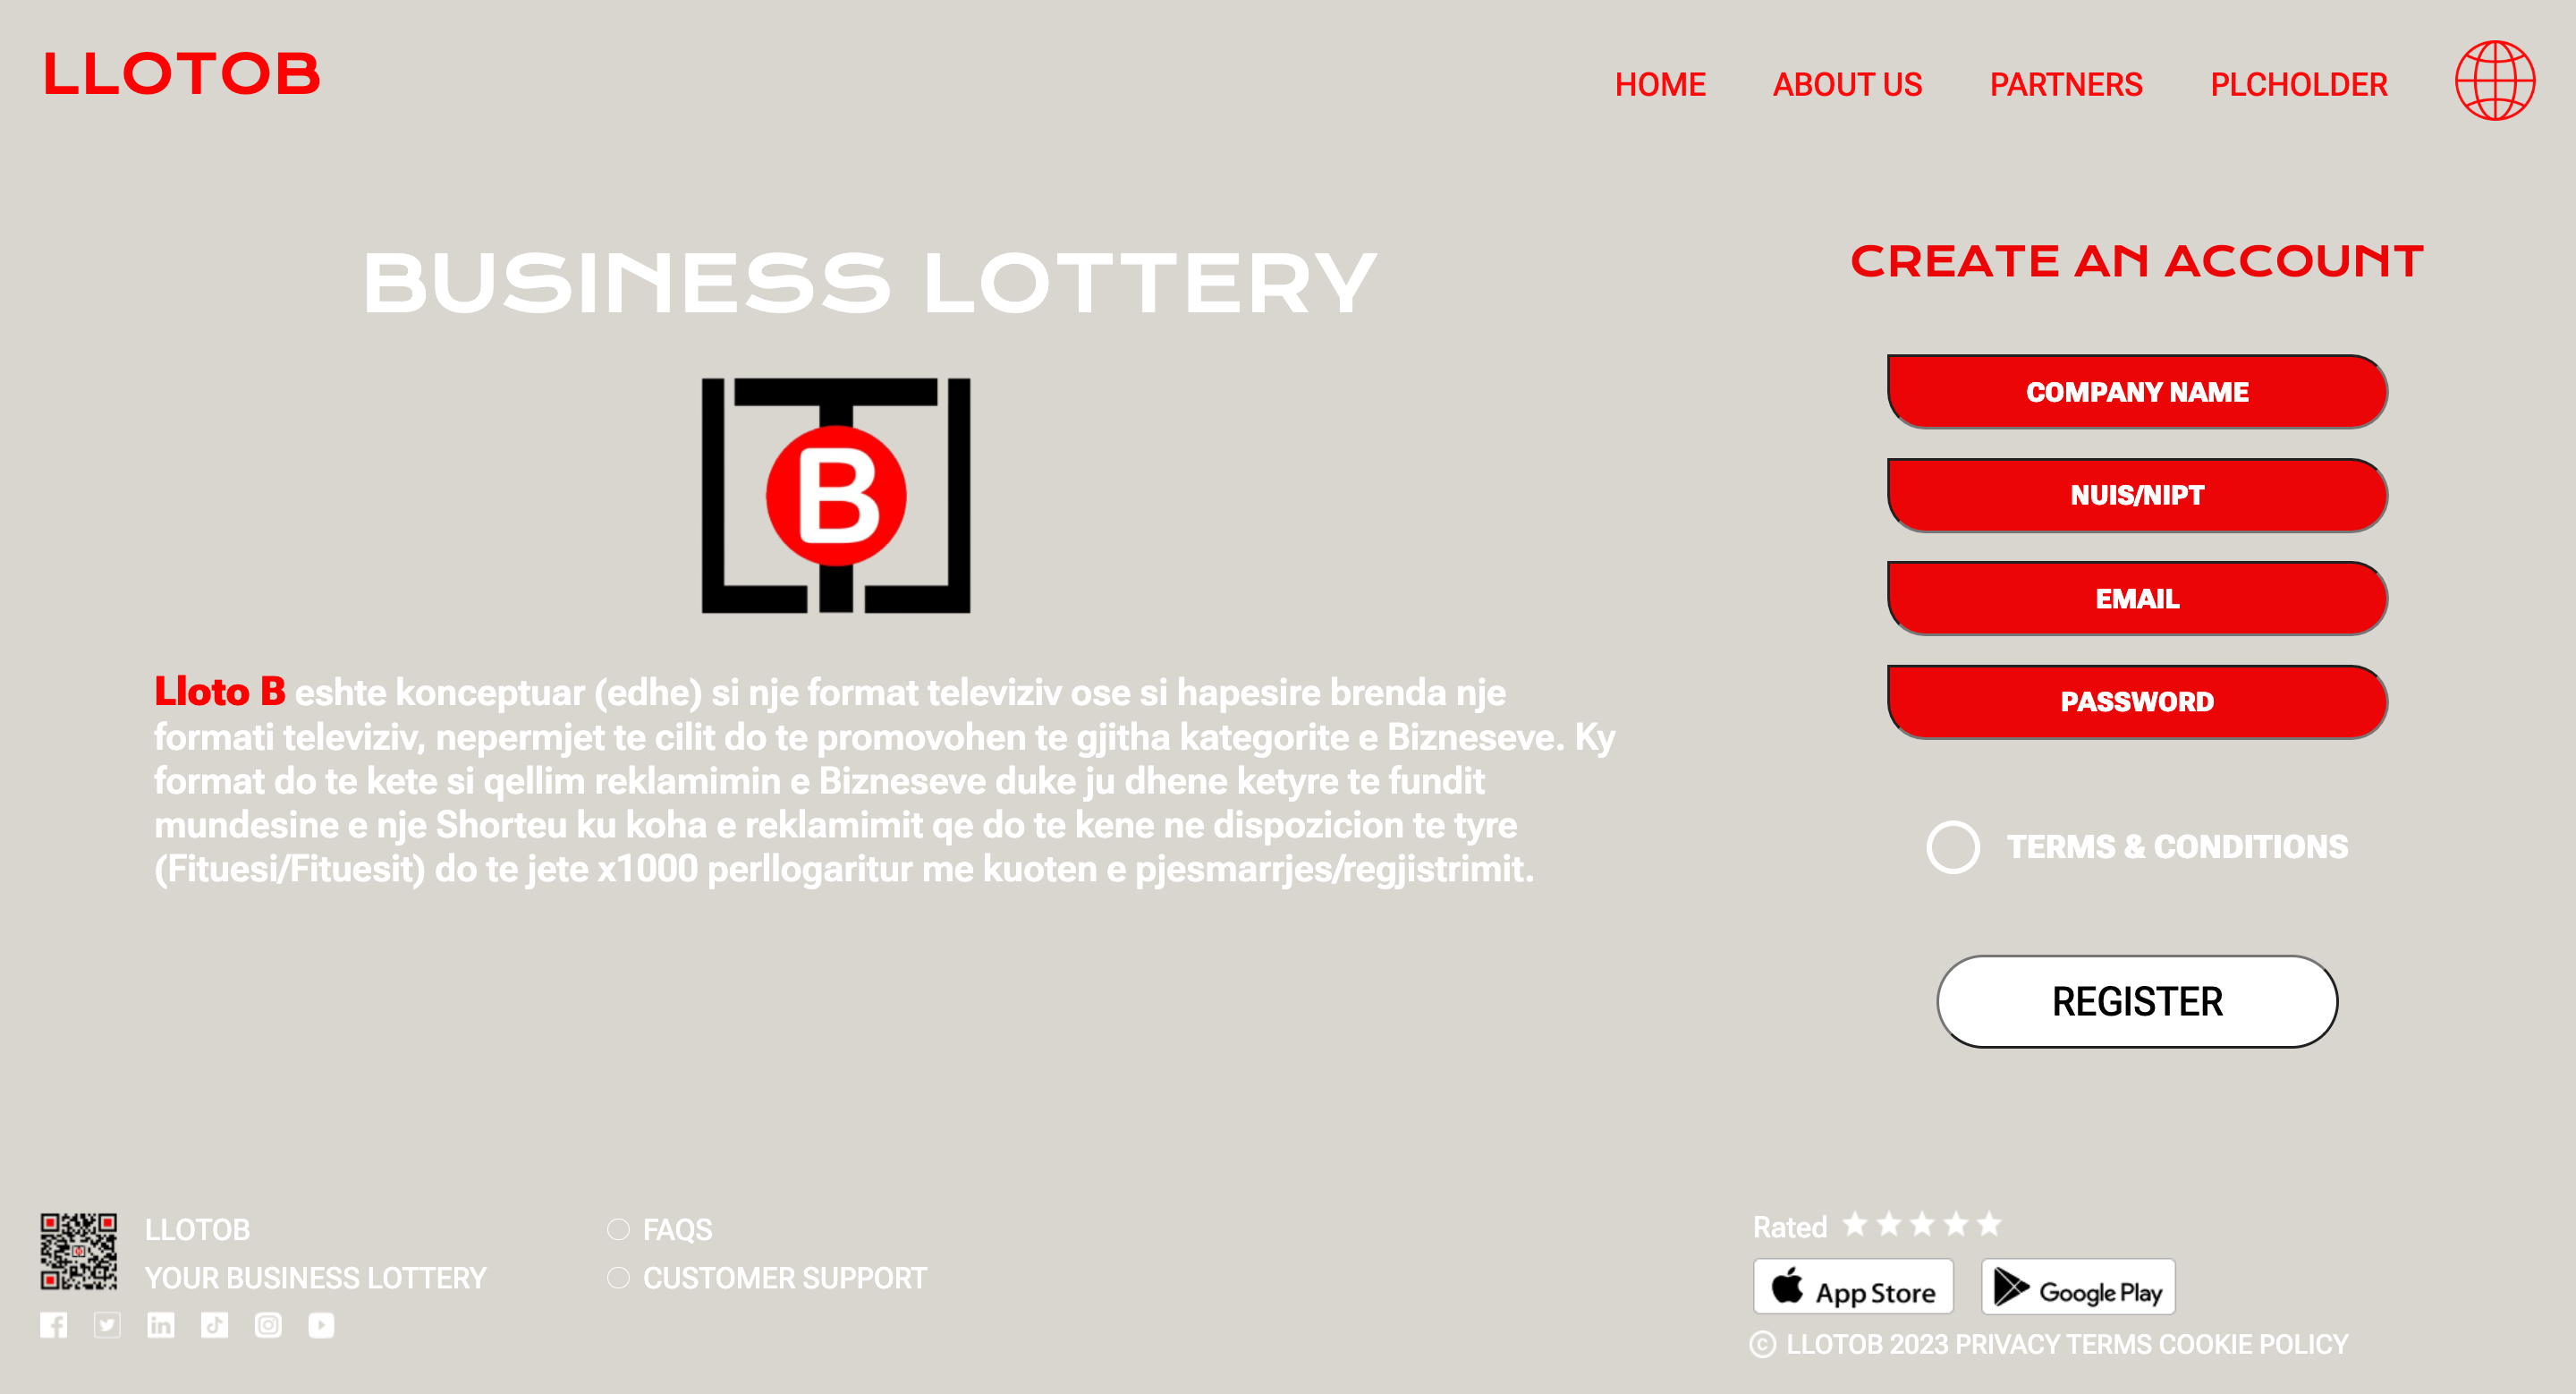 LLOTOB
HOME ABOUT US PARTNERS PLCHOLDER
BUSINESS LOTTERY
B
Lloto B eshte konceptuar (edhe) si nje format televiziv ose si hapesire brenda nje
formati televiziv, nepermjet te cilit do te promovohen te gjitha kategorite e Bizneseve. Ky
format do te kete si qellim reklamimin e Bizneseve duke ju dhene ketyre te fundit
mundesine e nje Shorteu ku koha e reklamimit qe do te kene ne dispozicion te tyre
(Fituesi/Fituesit) do te jete x1000 perllogaritur me kuoten e pjesmarrjes/regjistrimit.
CREATE AN ACCOUNT
COMPANY NAME
NUIS/NIPT
EMAIL
PASSWORD
TERMS & CONDITIONS
REGISTER
LLOTOB
YOUR BUSINESS LOTTERY
FAQS
CUSTOMER SUPPORT
Rated
App Store
Google Play
© LLOTOB 2023 PRIVACY TERMS COOKIE POLICY